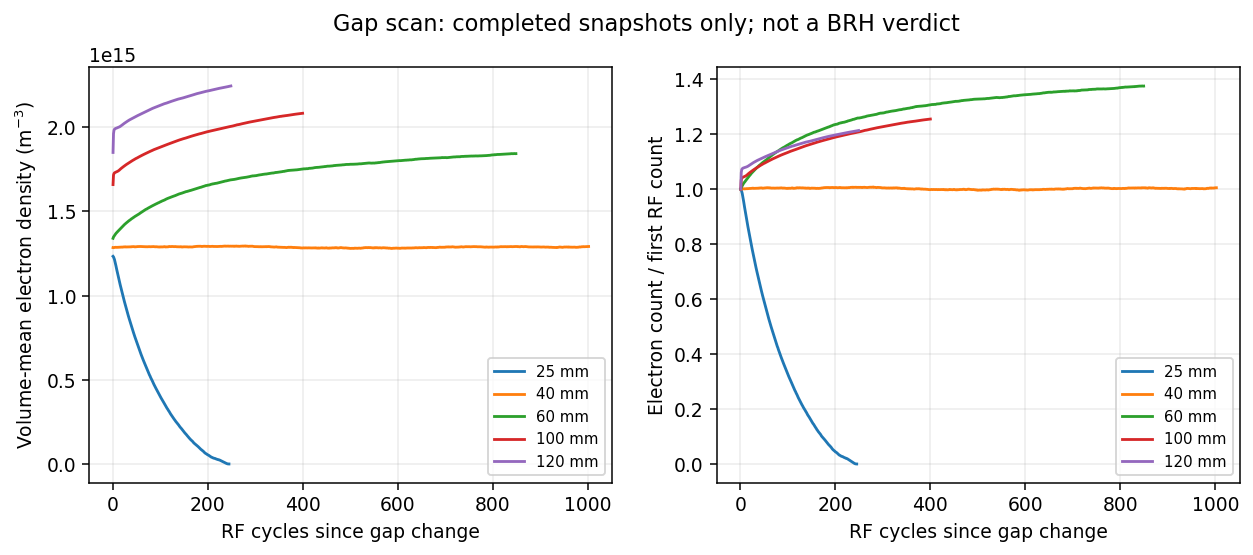 Gap scan: completed snapshots only; not a BRH verdict
1e15
Volume-mean electron density (m⁻³)
2.0
1.5
1.0
0.5
0.0
0 200 400 600 800 1000
RF cycles since gap change
25 mm
40 mm
60 mm
100 mm
120 mm
Electron count / first RF count
1.4
1.2
1.0
0.8
0.6
0.4
0.2
0.0
0 200 400 600 800 1000
RF cycles since gap change
25 mm
40 mm
60 mm
100 mm
120 mm